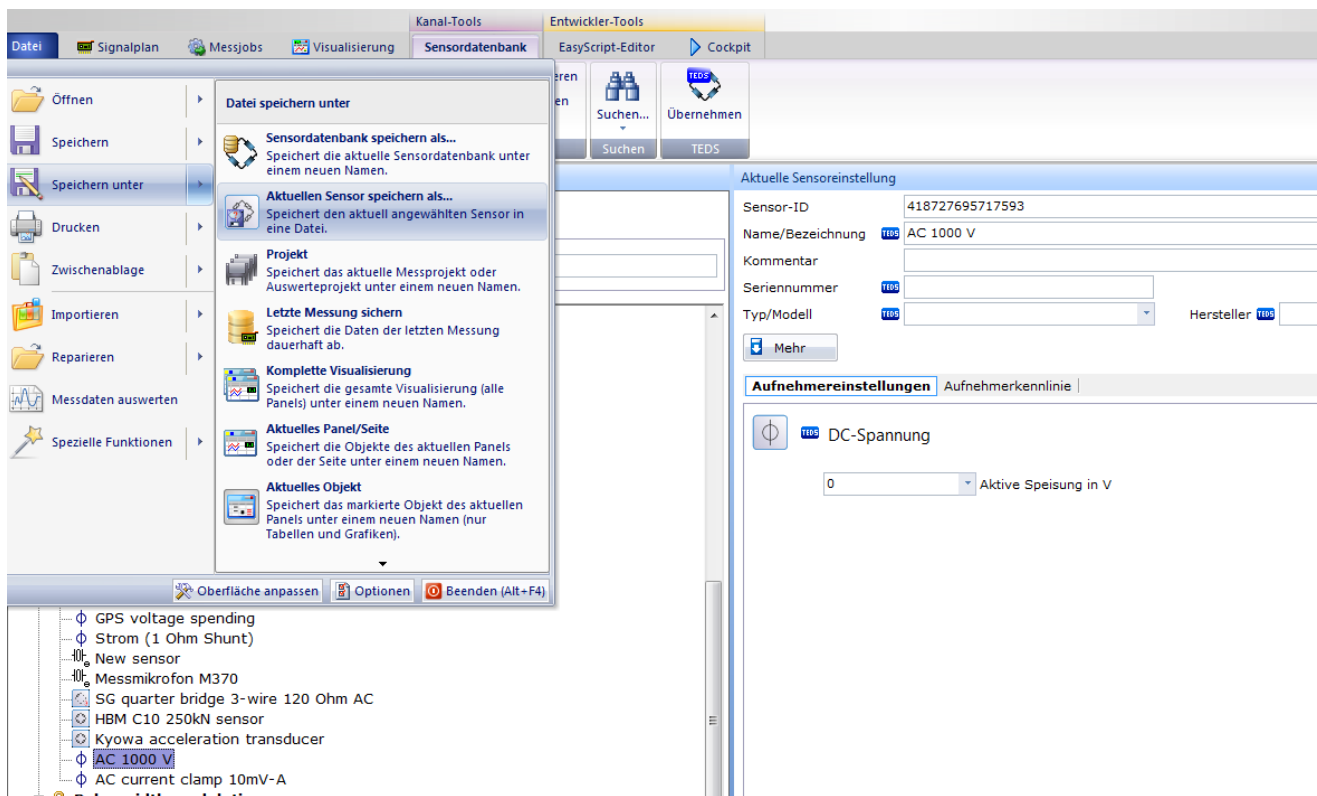 Kanal-Tools Entwickler-Tools
Datei Signalplan Messjobs Visualisierung Sensordatenbank EasyScript-Editor Cockpit
Öffnen
Speichern
Speichern unter
Drucken
Zwischenablage
Importieren
Reparieren
Messdaten auswerten
Spezielle Funktionen
Datei speichern unter
Sensordatenbank speichern als...
Speichert die aktuelle Sensordatenbank unter
einem neuen Namen.
Aktuellen Sensor speichern als...
Speichert den aktuell angewählten Sensor in
eine Datei.
Projekt
Speichert das aktuelle Messprojekt oder
Auswerteprojekt unter einem neuen Namen.
Letzte Messung sichern
Speichert die Daten der letzten Messung
dauerhaft ab.
Komplette Visualisierung
Speichert die gesamte Visualisierung (alle
Panels) unter einem neuen Namen.
Aktuelles Panel/Seite
Speichert die Objekte des aktuellen Panels
oder der Seite unter einem neuen Namen.
Aktuelles Objekt
Speichert das markierte Objekt des aktuellen
Panels unter einem neuen Namen (nur
Tabellen und Grafiken).
Oberfläche anpassen Optionen Beenden (Alt+F4)
eren
en
Suchen...
Suchen
TEDS
Übernehmen
TEDS
GPS voltage spending
Strom (1 Ohm Shunt)
New sensor
Messmikrofon M370
SG quarter bridge 3-wire 120 Ohm AC
HBM C10 250kN sensor
Kyowa acceleration transducer
AC 1000 V
AC current clamp 10mV-A
Aktuelle Sensoreinstellung
Sensor-ID 418727695717593
Name/Bezeichnung TEDS AC 1000 V
Kommentar
Seriennummer TEDS
Typ/Modell TEDS Hersteller TEDS
Mehr
Aufnehmereinstellungen Aufnehmerkennlinie
TEDS DC-Spannung
0 Aktive Speisung in V